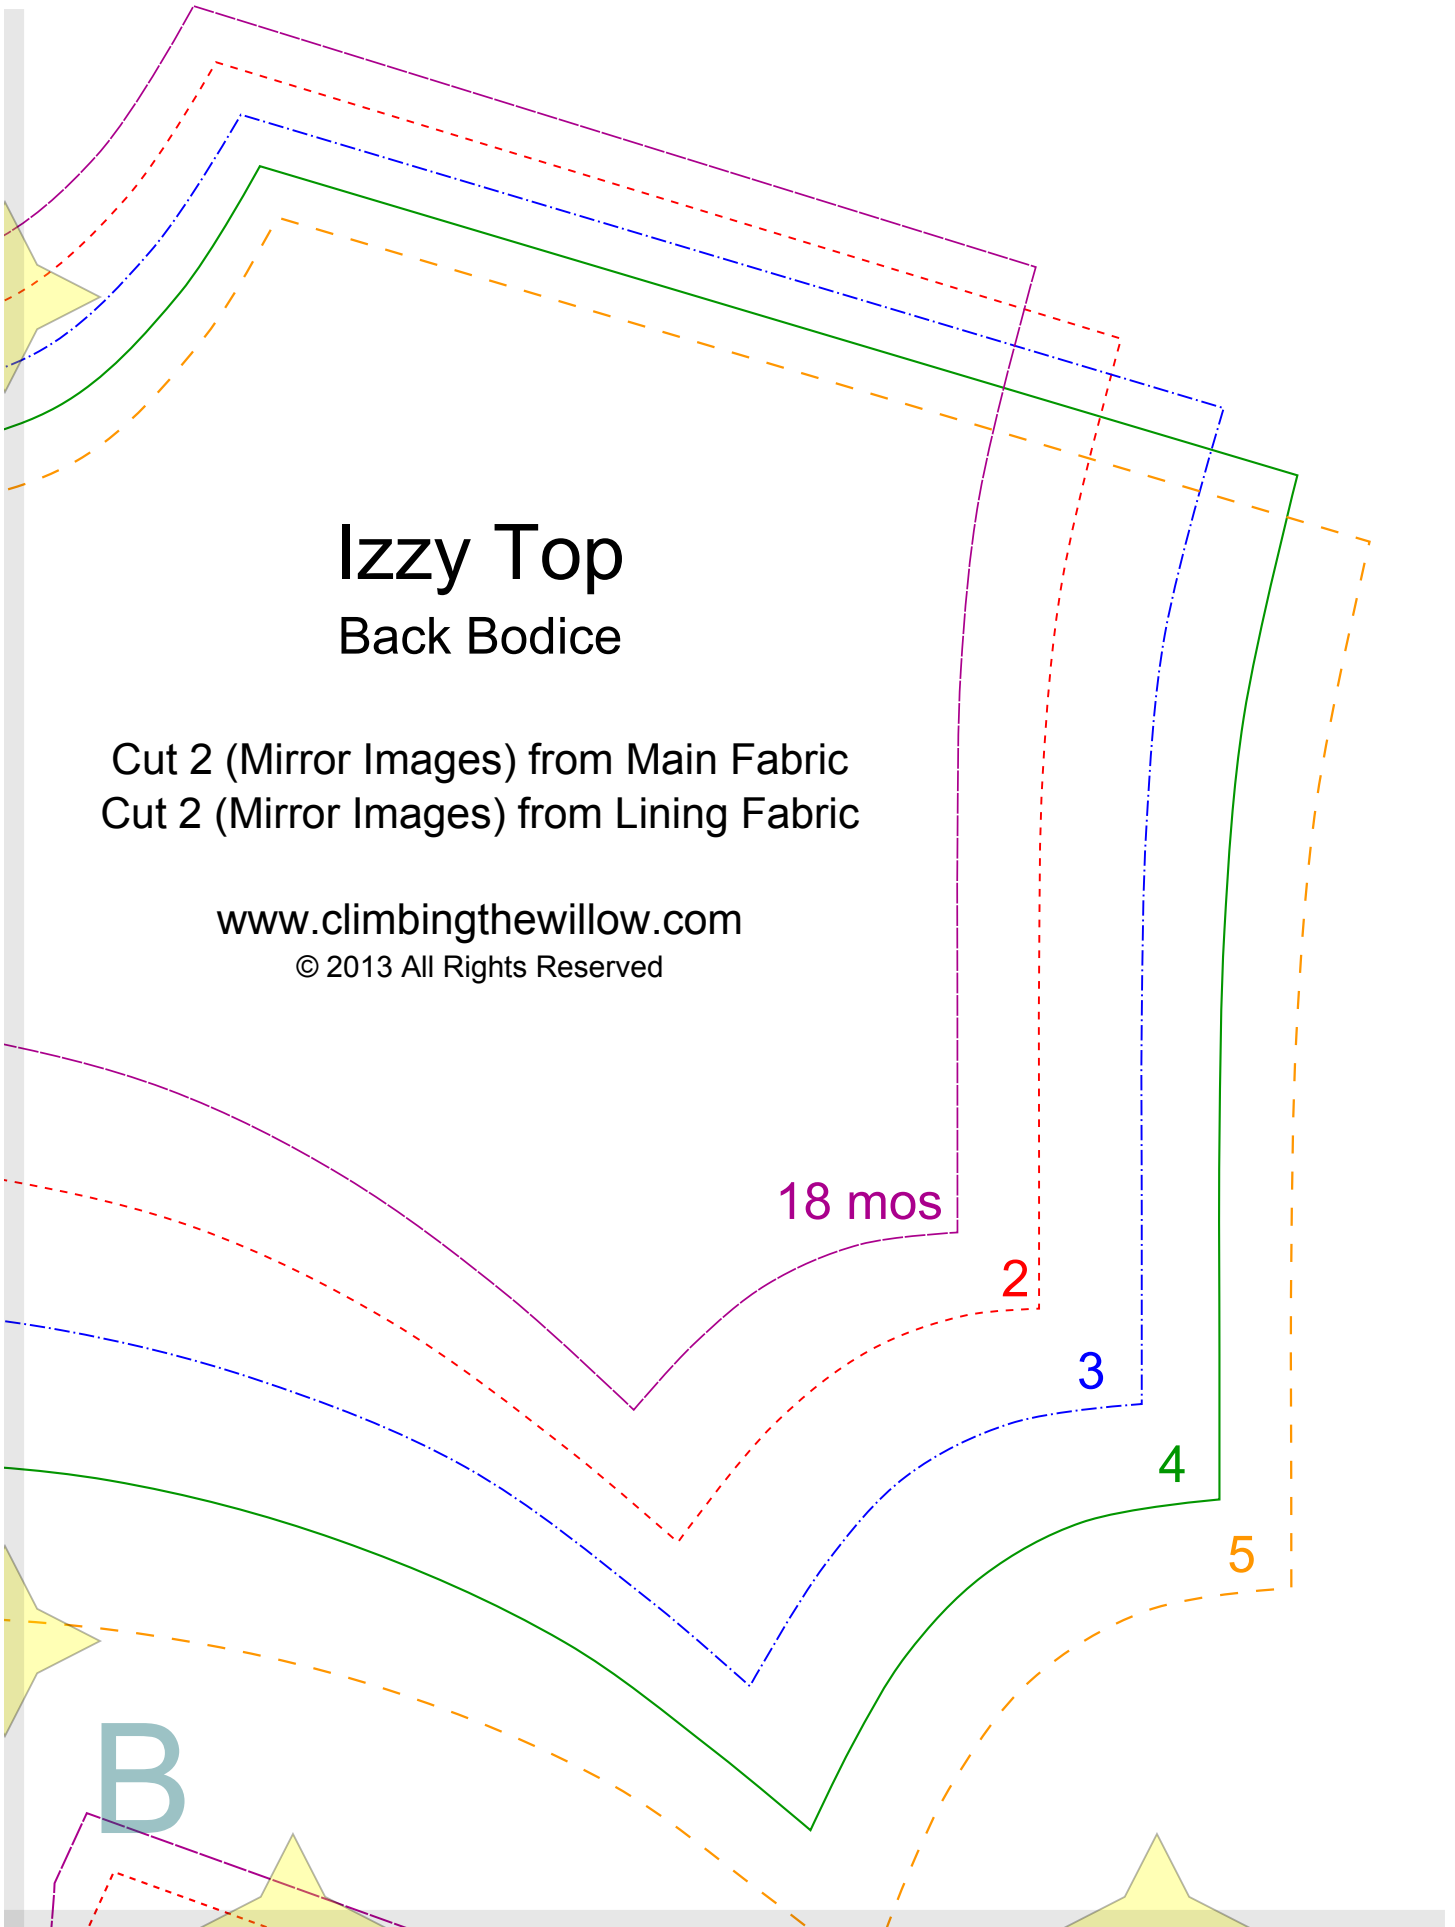 Izzy Top
Back Bodice
Cut 2 (Mirror Images) from Main Fabric
Cut 2 (Mirror Images) from Lining Fabric
www.climbingthewillow.com
© 2013 All Rights Reserved
18 mos
2
3
4
5
B